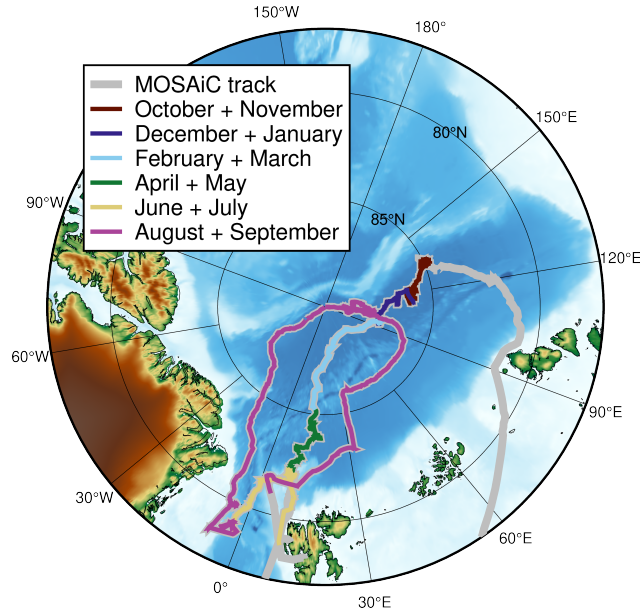 150°W
180°
MOSAiC track
October + November
December + January
February + March
April + May
June + July
August + September
150°E
80°N
85°N
90°W
120°E
60°W
90°E
30°W
60°E
0°
30°E